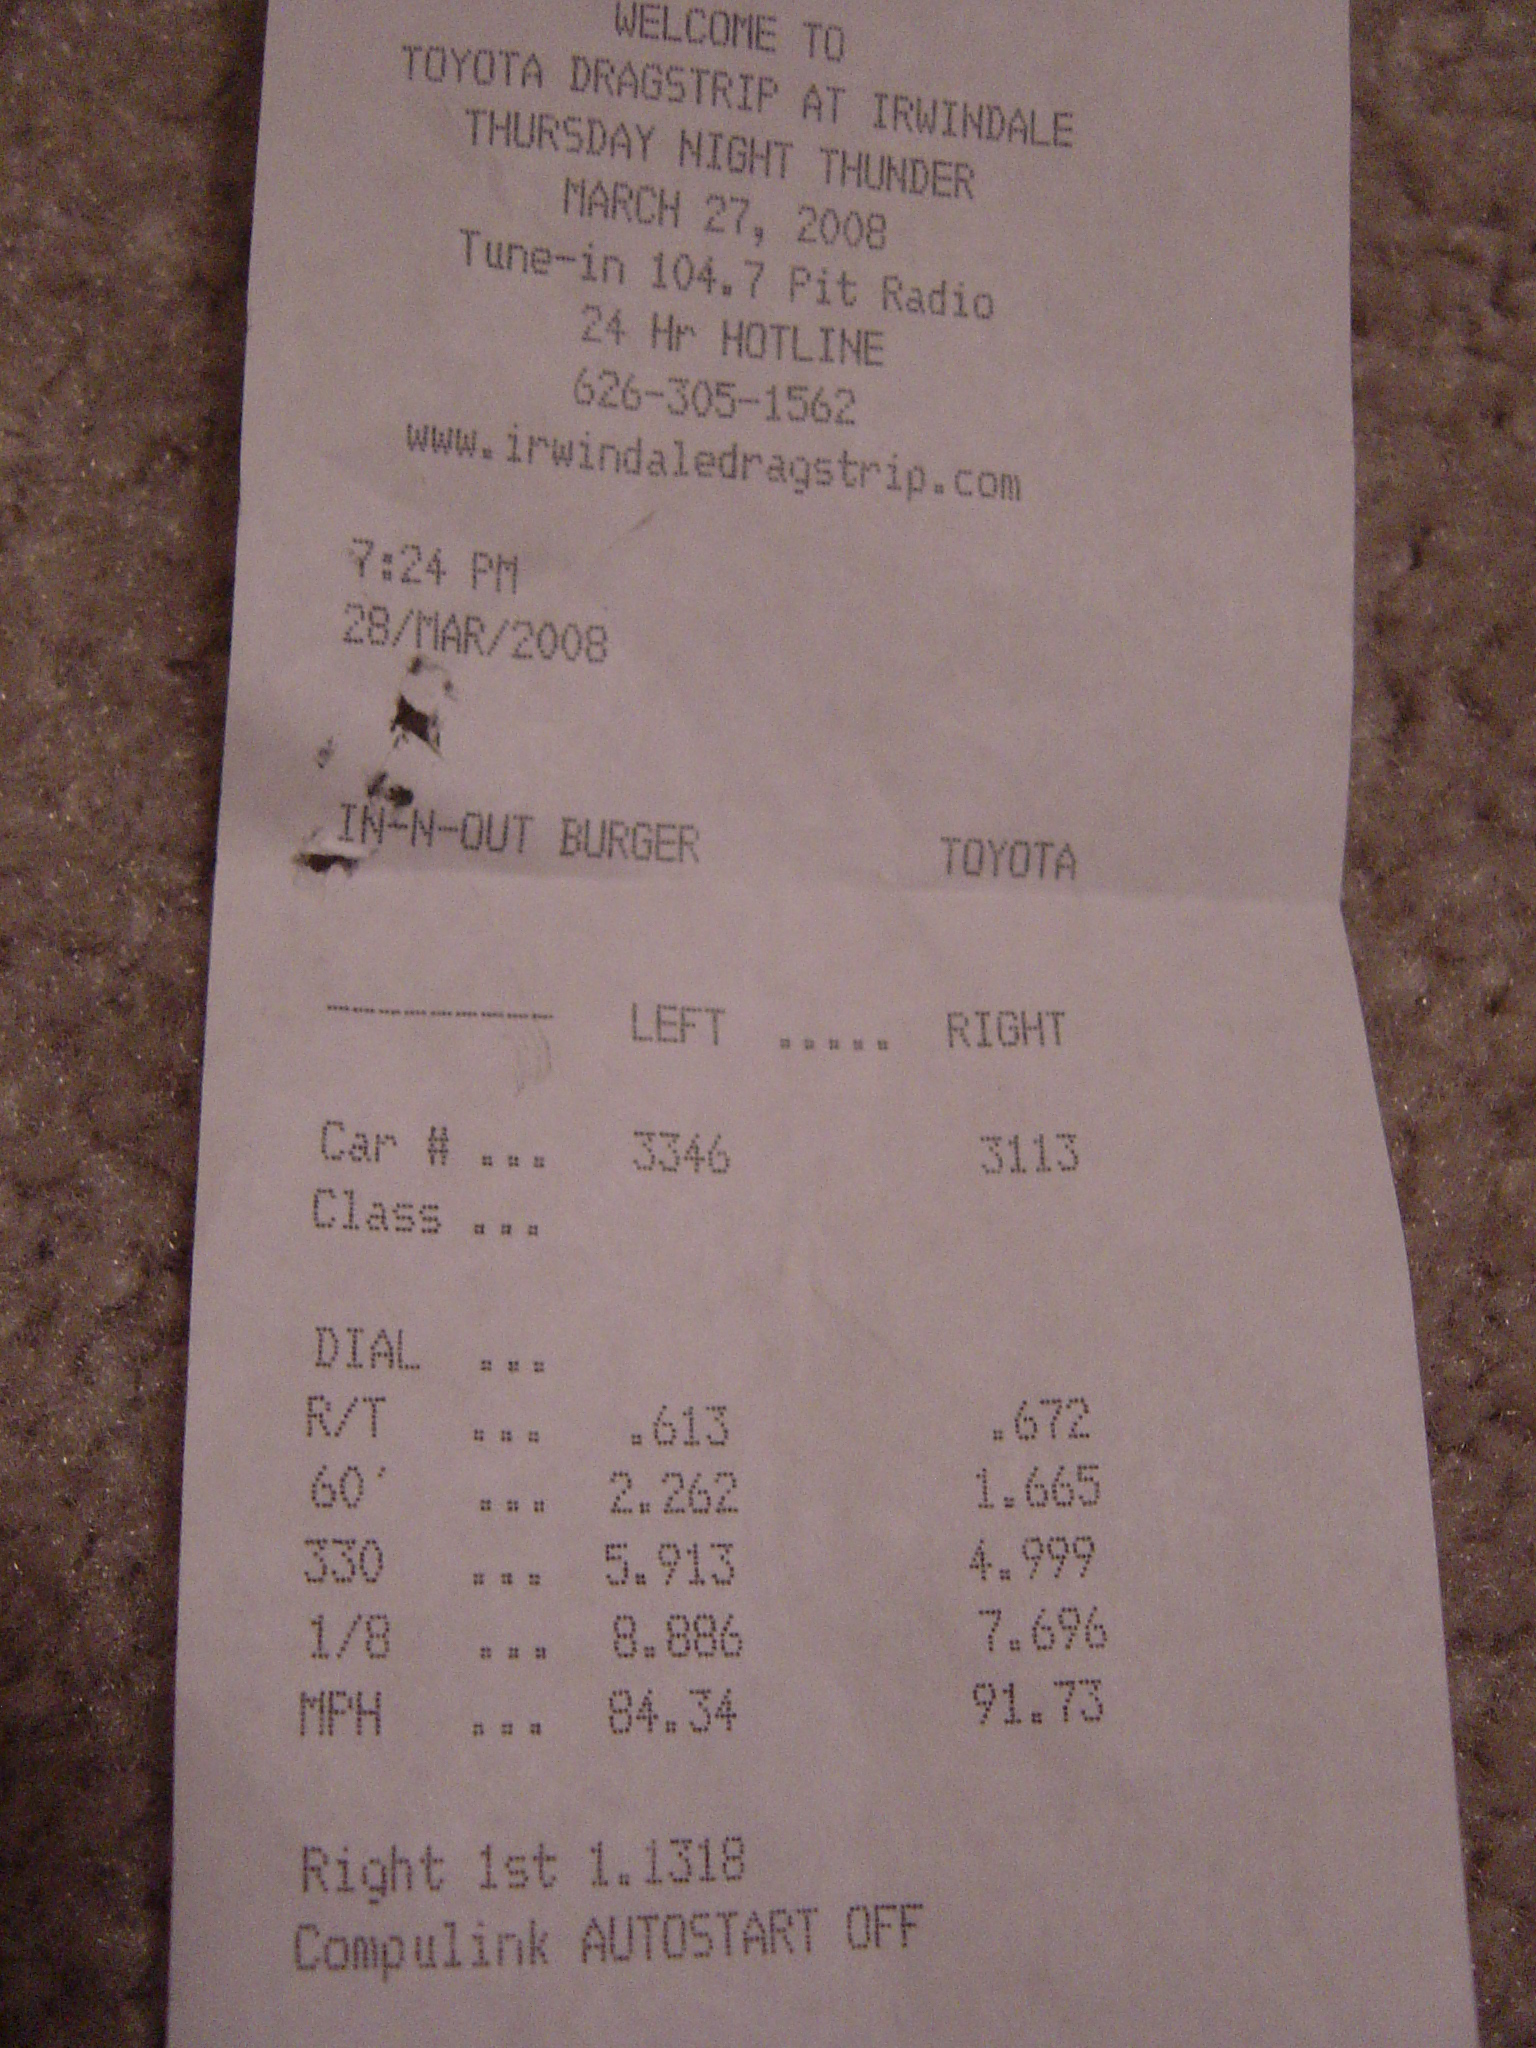 WELCOME TO
TOYOTA DRAGSTRIP AT IRWINDALE
THURSDAY NIGHT THUNDER
MARCH 27, 2008
Tune-in 104.7 Pit Radio
24 Hr HOTLINE
626-305-1562
www.irwindaledragstrip.com
7:24 PM
28/MAR/2008
IN-N-OUT BURGER TOYOTA
--------- LEFT ..... RIGHT
Car # ... 3346 3113
Class ...
DIAL ...
R/T ... .613 .672
60' ... 2.262 1.665
330 ... 5.913 4.999
1/8 ... 8.886 7.696
MPH ... 84.34 91.73
Right 1st 1.1318
Compulink AUTOSTART OFF